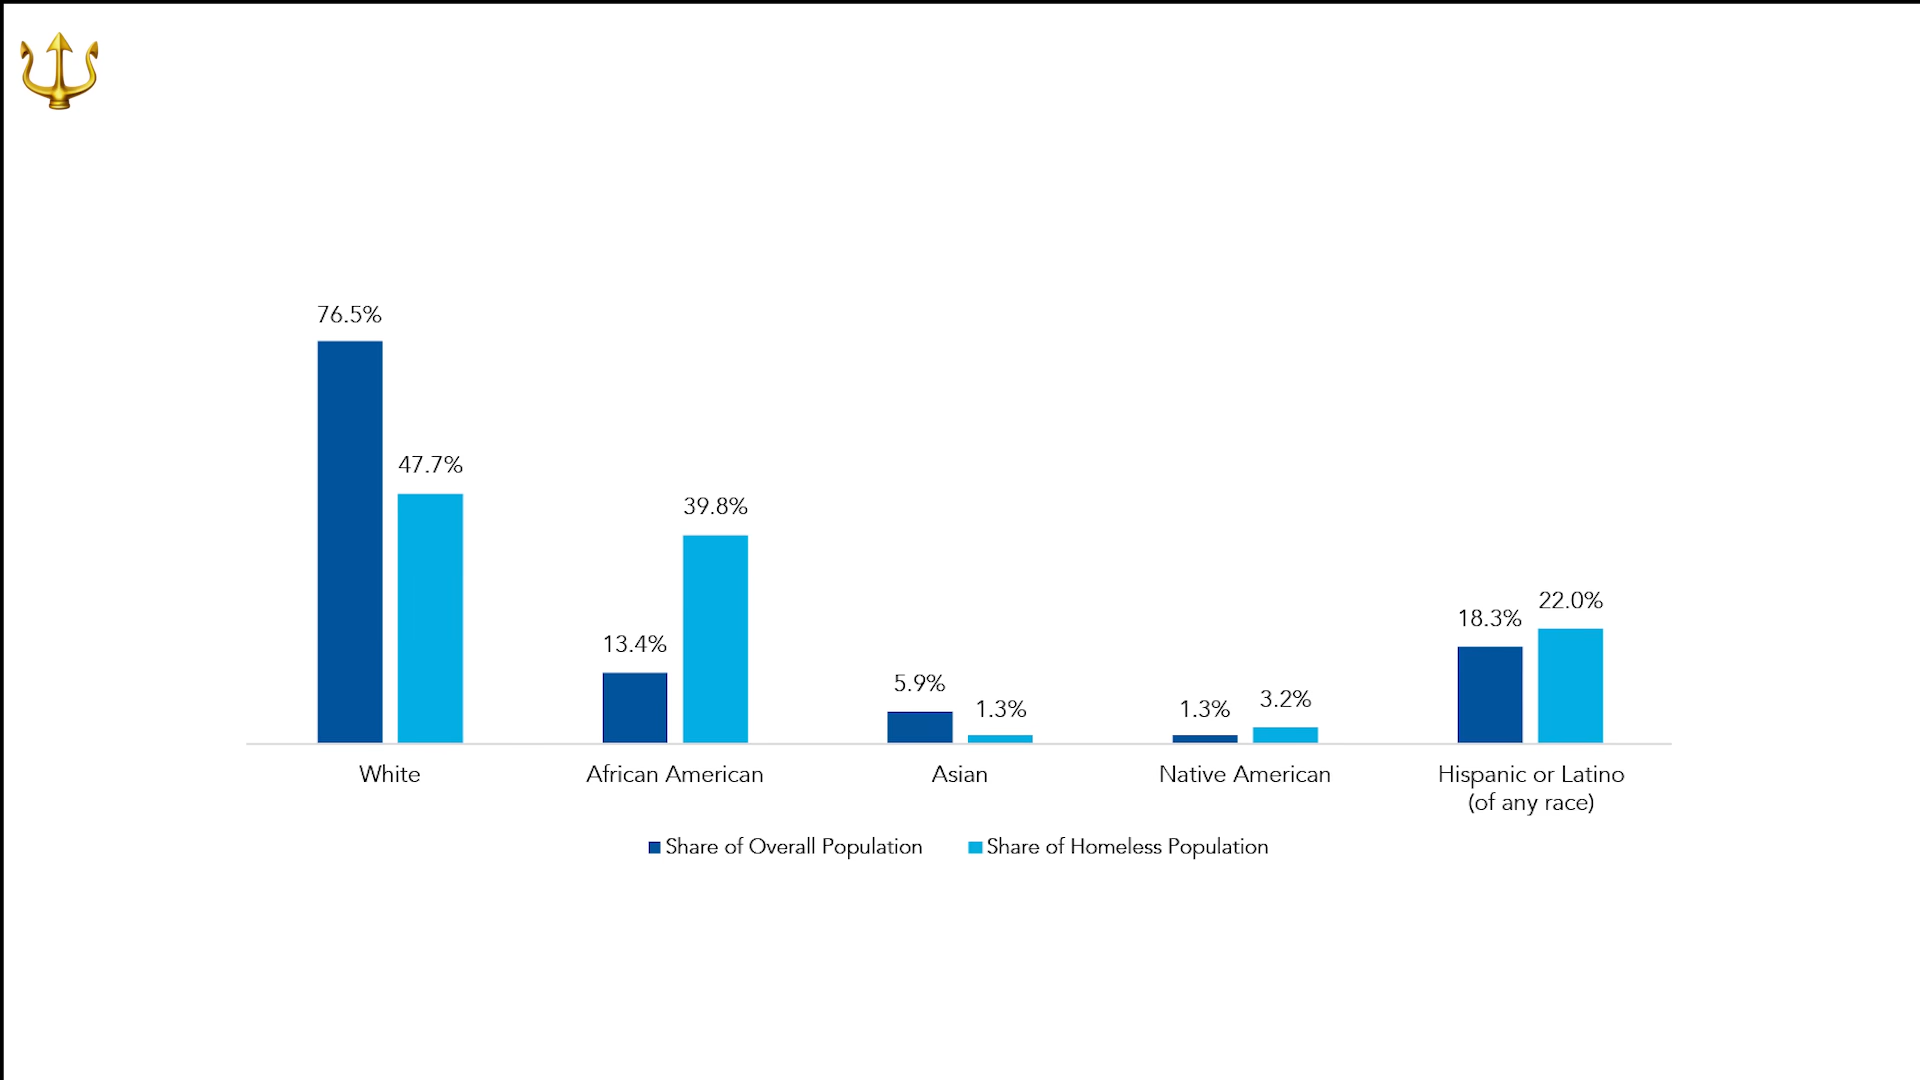 76.5%
47.7%
39.8%
13.4%
5.9%
1.3%
1.3%
3.2%
18.3%
22.0%
White
African American
Asian
Native American
Hispanic or Latino
(of any race)
Share of Overall Population
Share of Homeless Population